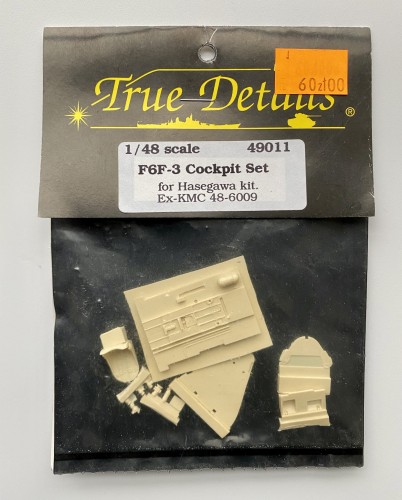 60zł00
True Details®
1/48 scale 49011
F6F-3 Cockpit Set
for Hasegawa kit.
Ex-KMC 48-6009